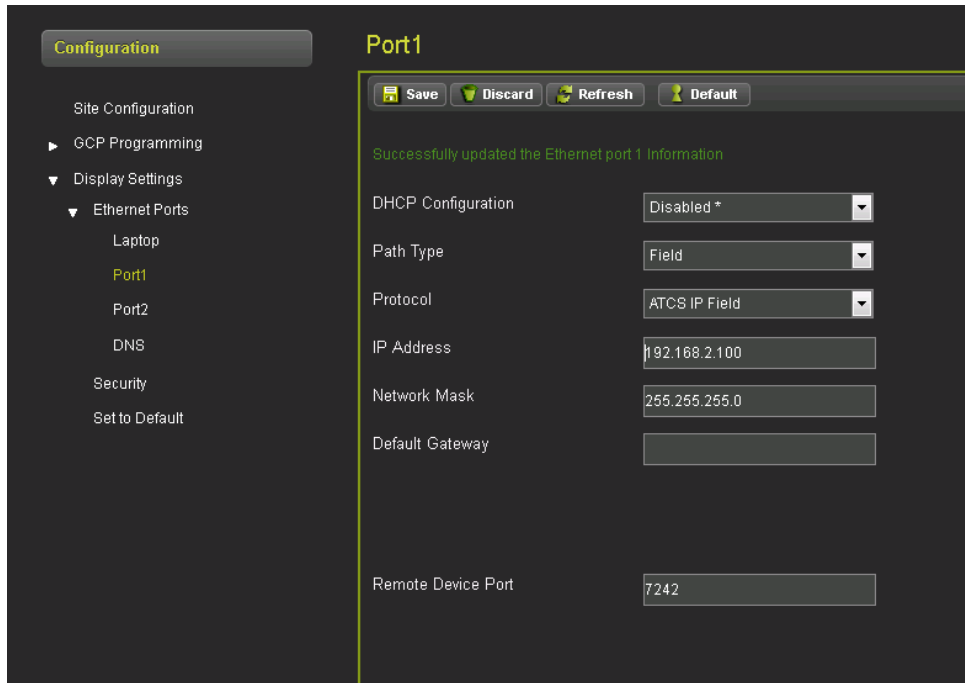 Configuration
Site Configuration
GCP Programming
Display Settings
Ethernet Ports
Laptop
Port1
Port2
DNS
Security
Set to Default
Port1
Save Discard Refresh Default
Successfully updated the Ethernet port 1 Information
DHCP Configuration Disabled *
Path Type Field
Protocol ATCS IP Field
IP Address 192.168.2.100
Network Mask 255.255.255.0
Default Gateway
Remote Device Port 7242